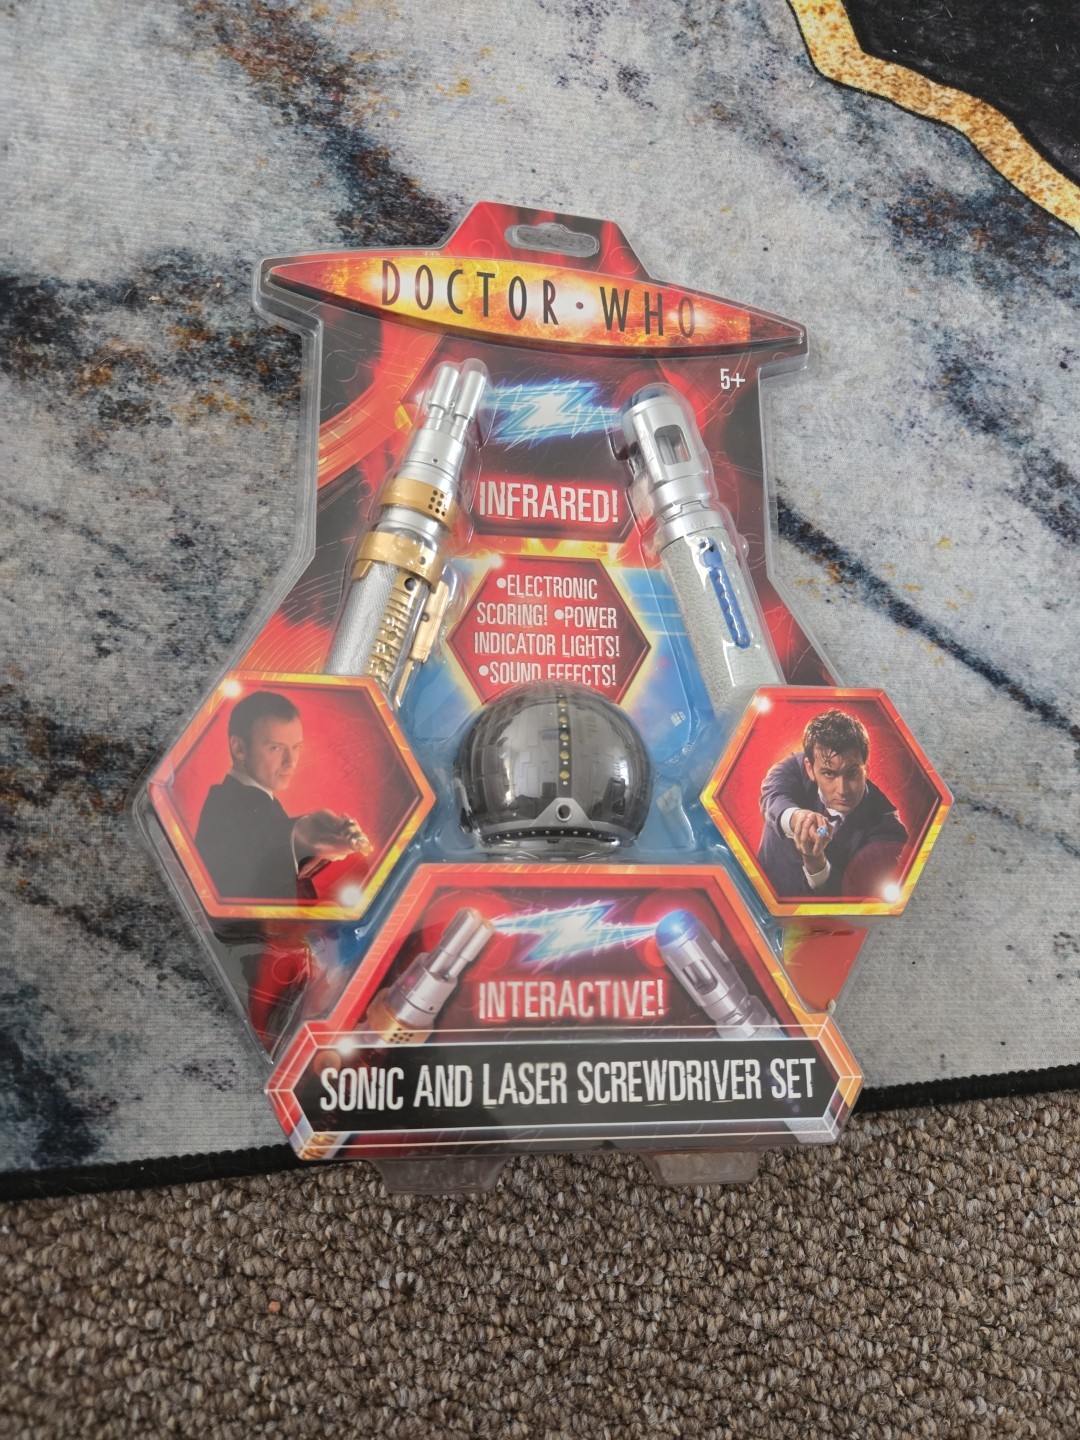 DOCTOR · WHO
5+
INFRARED!
•ELECTRONIC
SCORING! •POWER
INDICATOR LIGHTS!
•SOUND EFFECTS!
INTERACTIVE!
SONIC AND LASER SCREWDRIVER SET